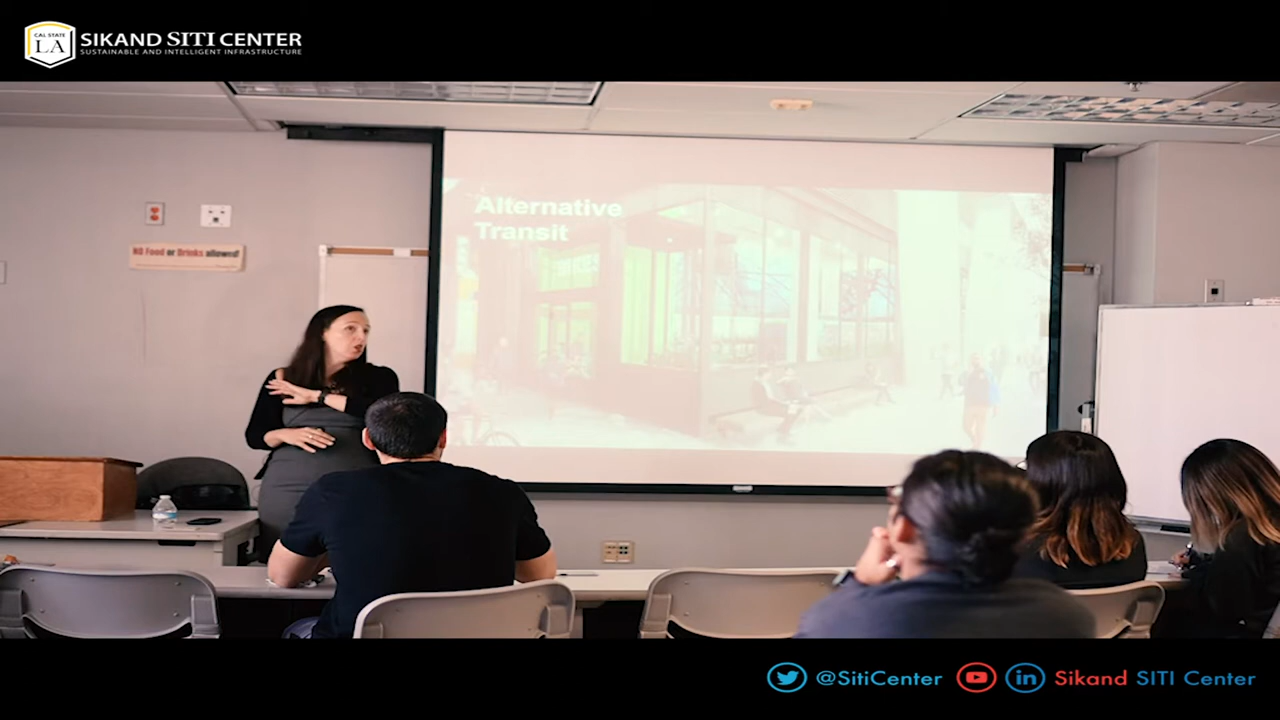 CAL STATE
LA
SIKAND SITI CENTER
SUSTAINABLE AND INTELLIGENT INFRASTRUCTURE
Alternative
Transit
NO Food or Drinks allowed!
@SitiCenter
in
Sikand SITI Center